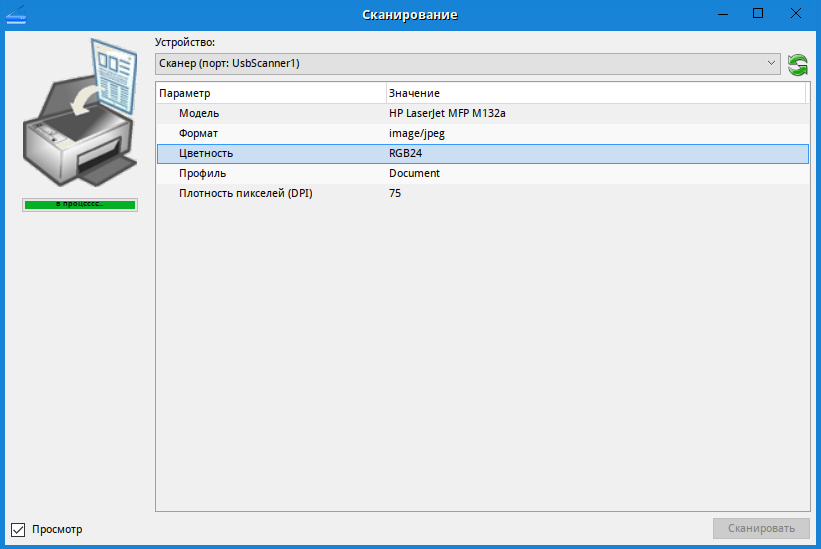 Сканирование
Устройство:
Сканер (порт: UsbScanner1)
Параметр Значение
Модель HP LaserJet MFP M132a
Формат image/jpeg
Цветность RGB24
Профиль Document
Плотность пикселей (DPI) 75
в процессе..
Просмотр
Сканировать